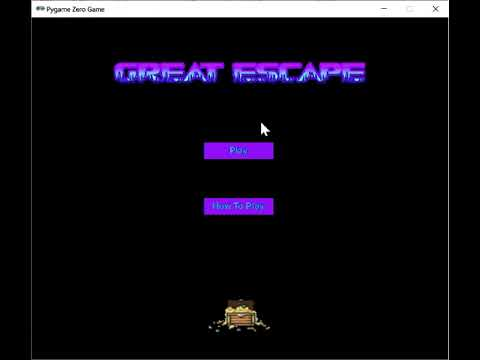 Pygame Zero Game
GREAT ESCAPE
Play
How To Play